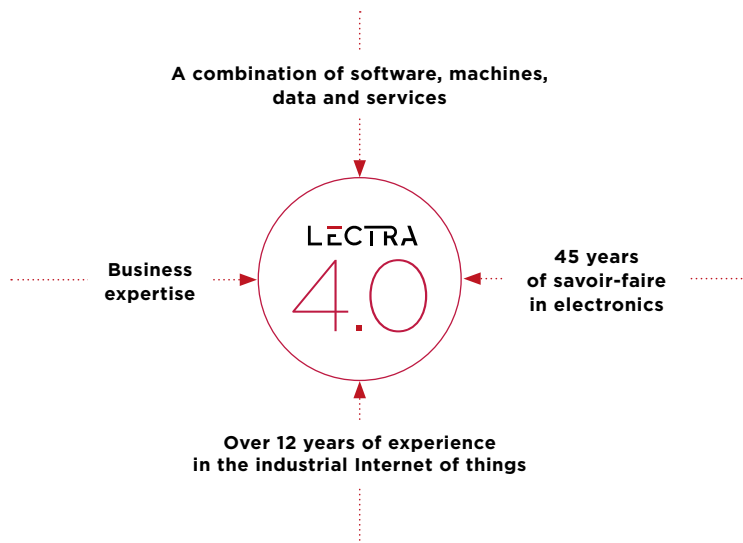 A combination of software, machines,
data and services
LECTRA
4.0
Business
expertise
45 years
of savoir-faire
in electronics
Over 12 years of experience
in the industrial Internet of things